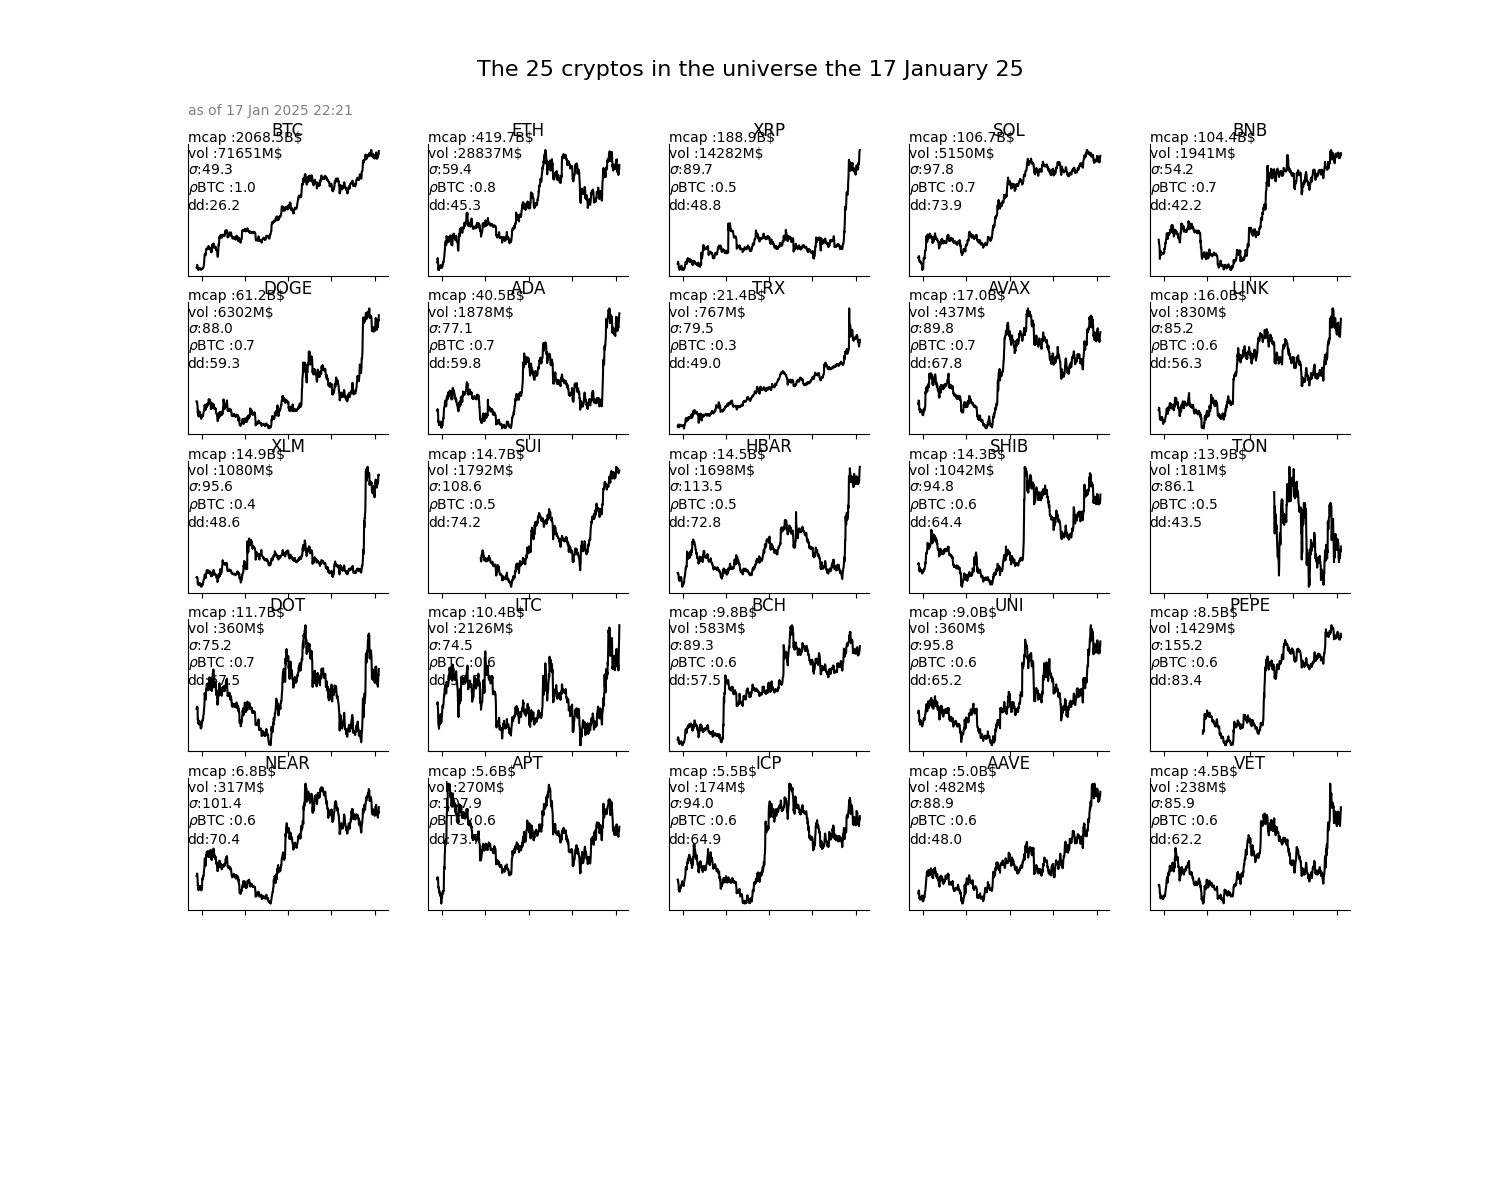 The 25 cryptos in the universe the 17 January 25
as of 17 Jan 2025 22:21
BTC
mcap :2068.5B$
vol :71651M$
σ:49.3
ρBTC :1.0
dd:26.2
ETH
mcap :419.7B$
vol :28837M$
σ:59.4
ρBTC :0.8
dd:45.3
XRP
mcap :188.9B$
vol :14282M$
σ:89.7
ρBTC :0.5
dd:48.8
SOL
mcap :106.7B$
vol :5150M$
σ:97.8
ρBTC :0.7
dd:73.9
BNB
mcap :104.4B$
vol :1941M$
σ:54.2
ρBTC :0.7
dd:42.2
DOGE
mcap :61.2B$
vol :6302M$
σ:88.0
ρBTC :0.7
dd:59.3
ADA
mcap :40.5B$
vol :1878M$
σ:77.1
ρBTC :0.7
dd:59.8
TRX
mcap :21.4B$
vol :767M$
σ:79.5
ρBTC :0.3
dd:49.0
AVAX
mcap :17.0B$
vol :437M$
σ:89.8
ρBTC :0.7
dd:67.8
LINK
mcap :16.0B$
vol :830M$
σ:85.2
ρBTC :0.6
dd:56.3
XLM
mcap :14.9B$
vol :1080M$
σ:95.6
ρBTC :0.4
dd:48.6
SUI
mcap :14.7B$
vol :1792M$
σ:108.6
ρBTC :0.5
dd:74.2
HBAR
mcap :14.5B$
vol :1698M$
σ:113.5
ρBTC :0.5
dd:72.8
SHIB
mcap :14.3B$
vol :1042M$
σ:94.8
ρBTC :0.6
dd:64.4
TON
mcap :13.9B$
vol :181M$
σ:86.1
ρBTC :0.5
dd:43.5
DOT
mcap :11.7B$
vol :360M$
σ:75.2
ρBTC :0.7
LTC
mcap :10.4B$
vol :2126M$
σ:74.5
ρBTC :0.6
BCH
mcap :9.8B$
vol :583M$
σ:89.3
ρBTC :0.6
dd:57.5
UNI
mcap :9.0B$
vol :360M$
σ:95.8
ρBTC :0.6
dd:65.2
PEPE
mcap :8.5B$
vol :1429M$
σ:155.2
ρBTC :0.6
dd:83.4
NEAR
mcap :6.8B$
vol :317M$
σ:101.4
ρBTC :0.6
dd:70.4
APT
mcap :5.6B$
vol :270M$
σ:107.9
ρBTC :0.6
ICP
mcap :5.5B$
vol :174M$
σ:94.0
ρBTC :0.6
dd:64.9
AAVE
mcap :5.0B$
vol :482M$
σ:88.9
ρBTC :0.6
dd:48.0
VET
mcap :4.5B$
vol :238M$
σ:85.9
ρBTC :0.6
dd:62.2